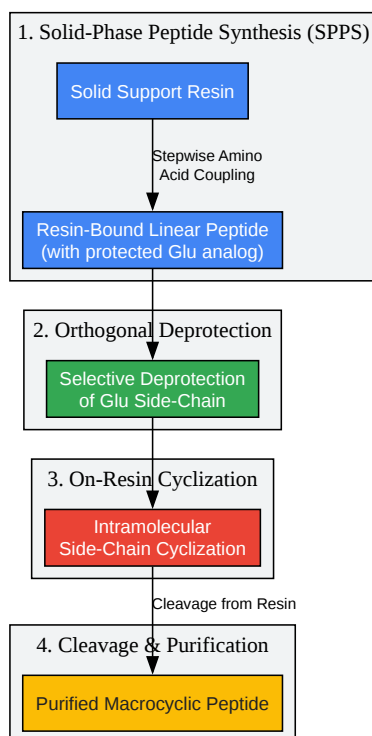 1. Solid-Phase Peptide Synthesis (SPPS)
Solid Support Resin
Stepwise Amino
Acid Coupling
Resin-Bound Linear Peptide
(with protected Glu analog)
2. Orthogonal Deprotection
Selective Deprotection
of Glu Side-Chain
3. On-Resin Cyclization
Intramolecular
Side-Chain Cyclization
Cleavage from Resin
4. Cleavage & Purification
Purified Macrocyclic Peptide